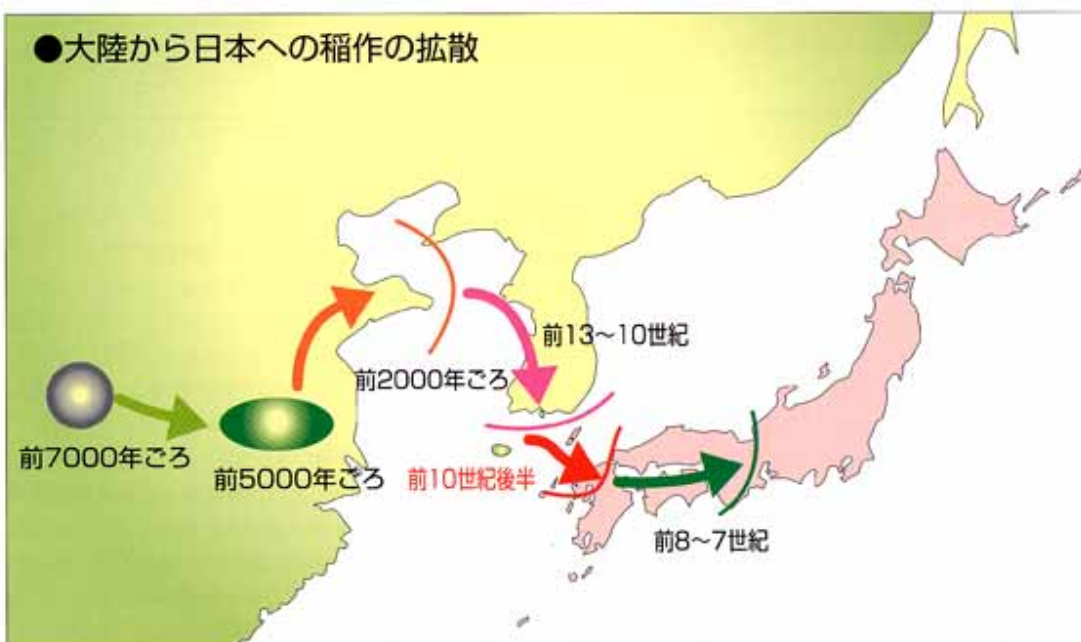 ●大陸から日本への稲作の拡散
前13〜10世紀
前2000年ごろ
前7000年ごろ
前5000年ごろ
前10世紀後半
前8〜7世紀